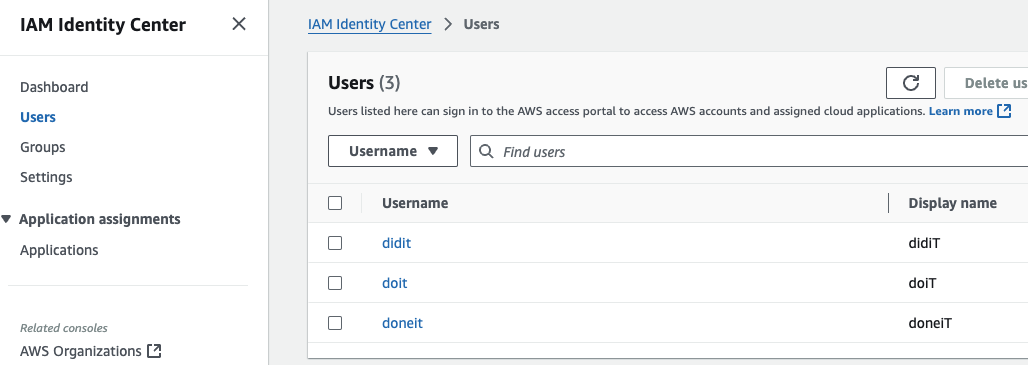 IAM Identity Center
Dashboard
Users
Groups
Settings
Application assignments
Applications
Related consoles
AWS Organizations
IAM Identity Center > Users
Users (3)
Delete us
Users listed here can sign in to the AWS access portal to access AWS accounts and assigned cloud applications. Learn more
Username
Find users
Username Display name
didit didiT
doit doiT
doneit doneiT